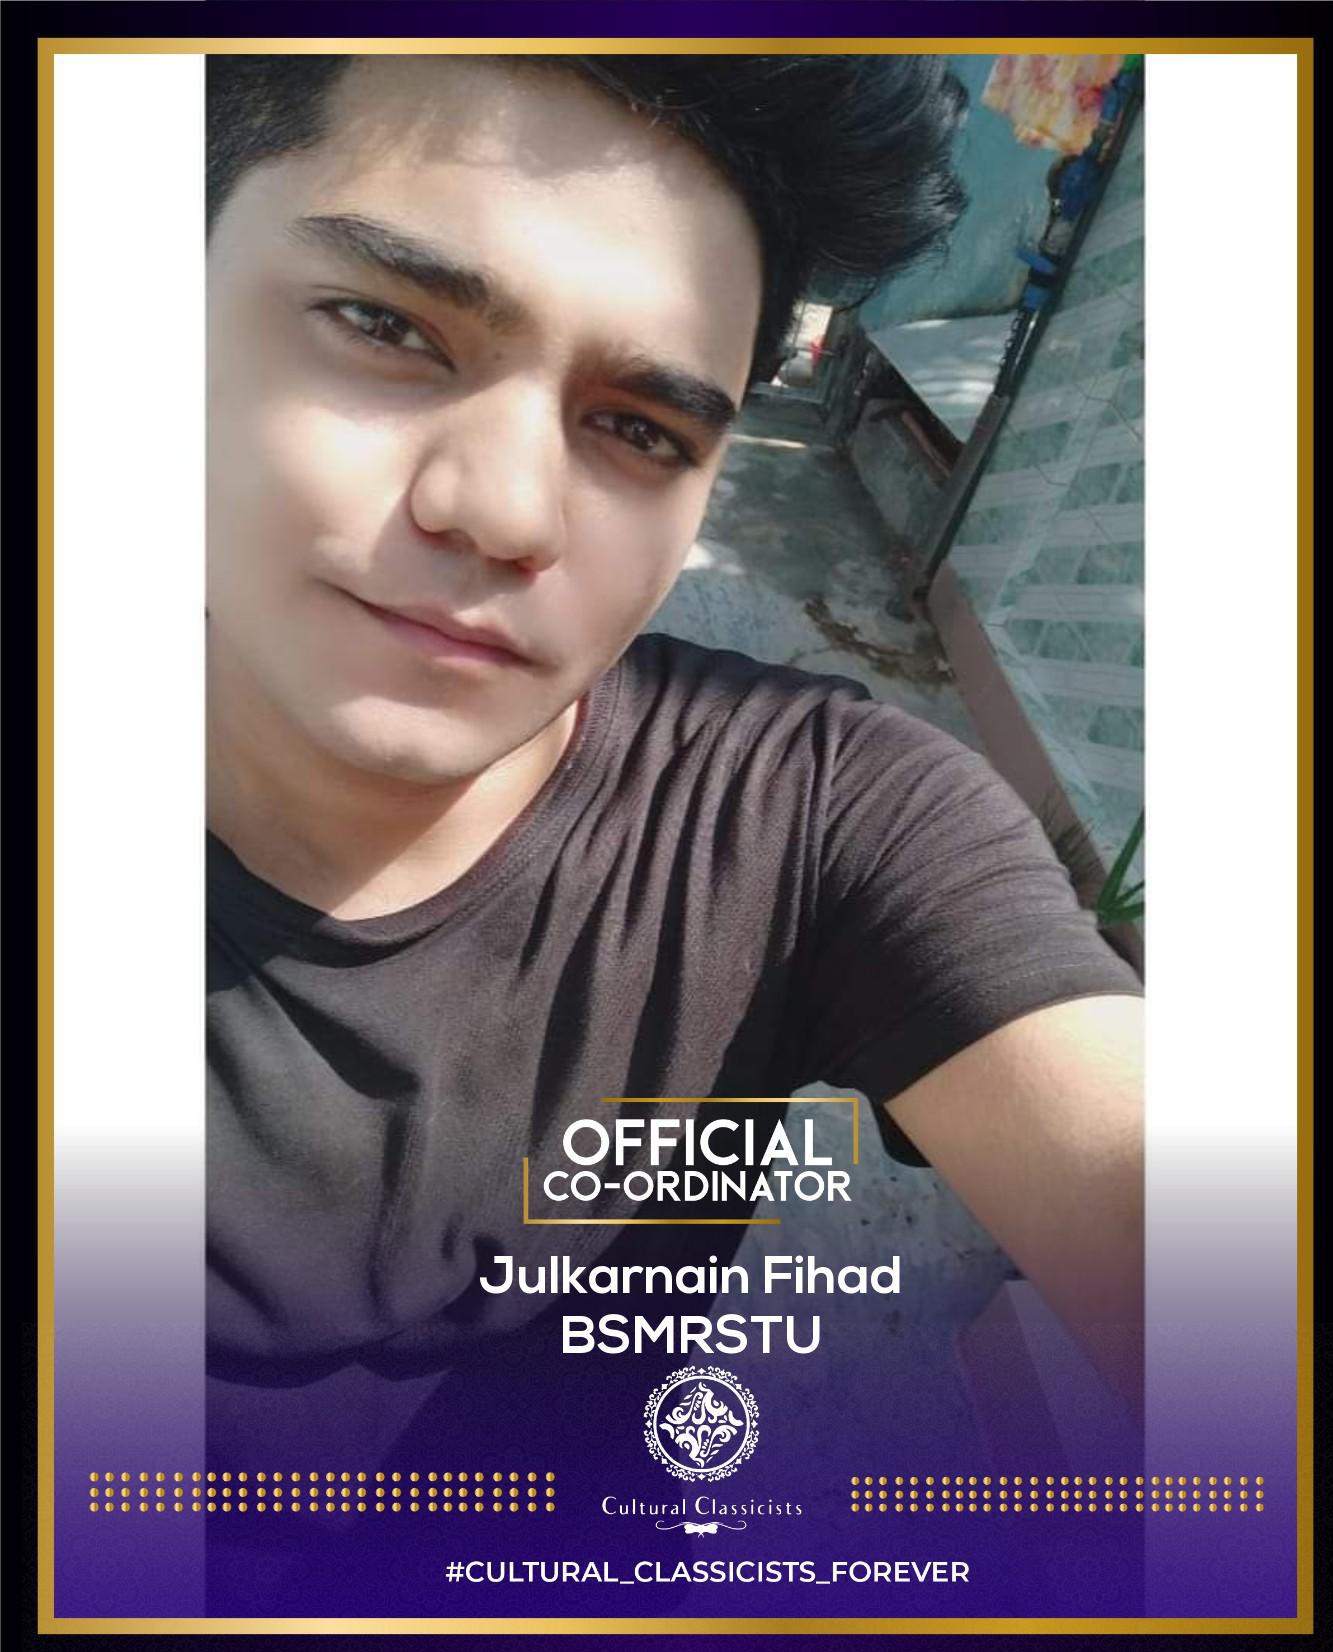 OFFICIAL
CO-ORDINATOR
Julkarnain Fihad
BSMRSTU
Cultural Classicists
#CULTURAL_CLASSICISTS_FOREVER